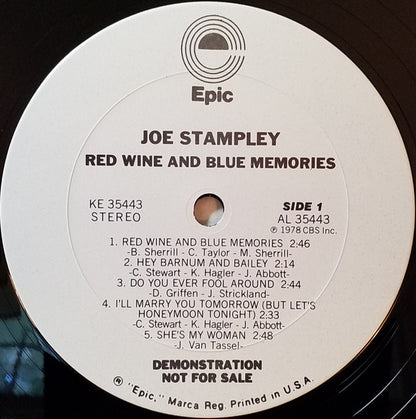 Epic
JOE STAMPLEY
RED WINE AND BLUE MEMORIES
KE 35443
STEREO
SIDE 1
AL 35443
℗ 1978 CBS Inc.
1. RED WINE AND BLUE MEMORIES 2:46
-B. Sherrill - C. Taylor - M. Sherrill-
2. HEY BARNUM AND BAILEY 2:14
-C. Stewart - K. Hagler - J. Abbott-
3. DO YOU EVER FOOL AROUND 2:44
-D. Griffen - J. Strickland-
4. I'LL MARRY YOU TOMORROW (BUT LET'S
HONEYMOON TONIGHT) 2:33
-C. Stewart - K. Hagler - J. Abbott-
5. SHE'S MY WOMAN 2:48
-J. Van Tassel-
DEMONSTRATION
NOT FOR SALE
® "Epic," Marca Reg. Printed in U.S.A.